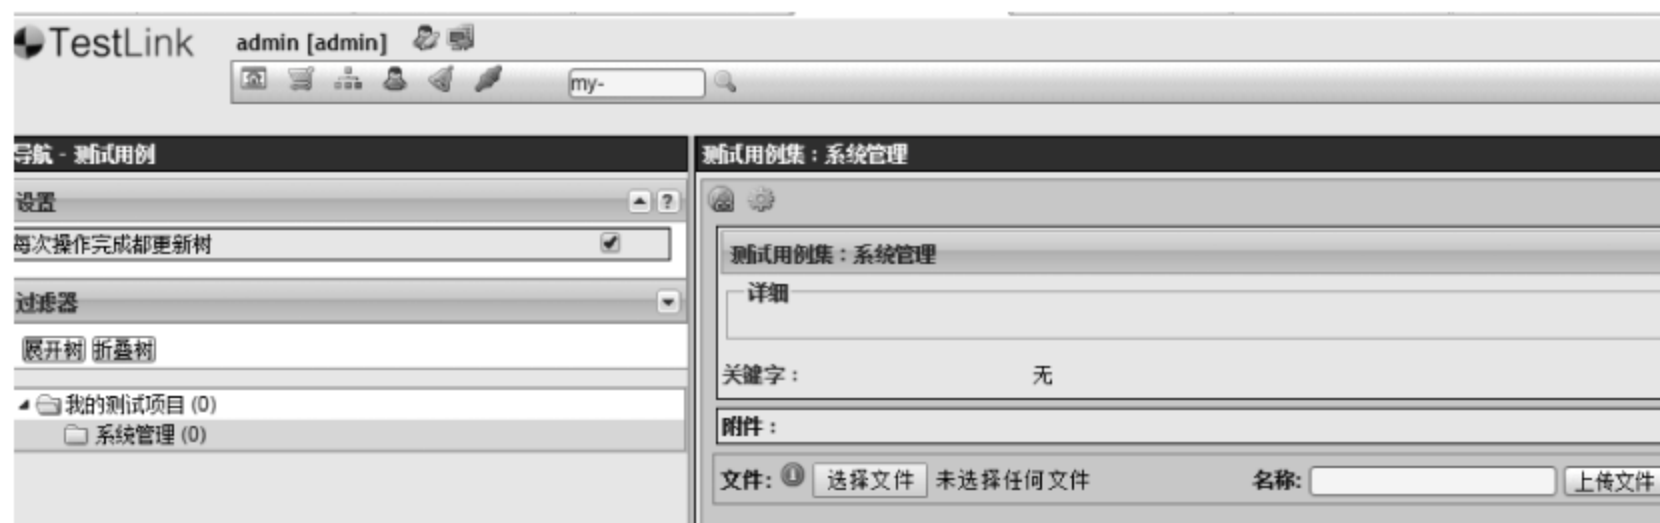 TestLink admin [admin]
my-
导航 - 测试用例
设置
?
每次操作完成都更新树
过滤器
展开树 折叠树
我的测试项目 (0)
系统管理 (0)
测试用例集：系统管理
测试用例集：系统管理
详细
关键字： 无
附件：
文件: 选择文件 未选择任何文件 名称: 上传文件